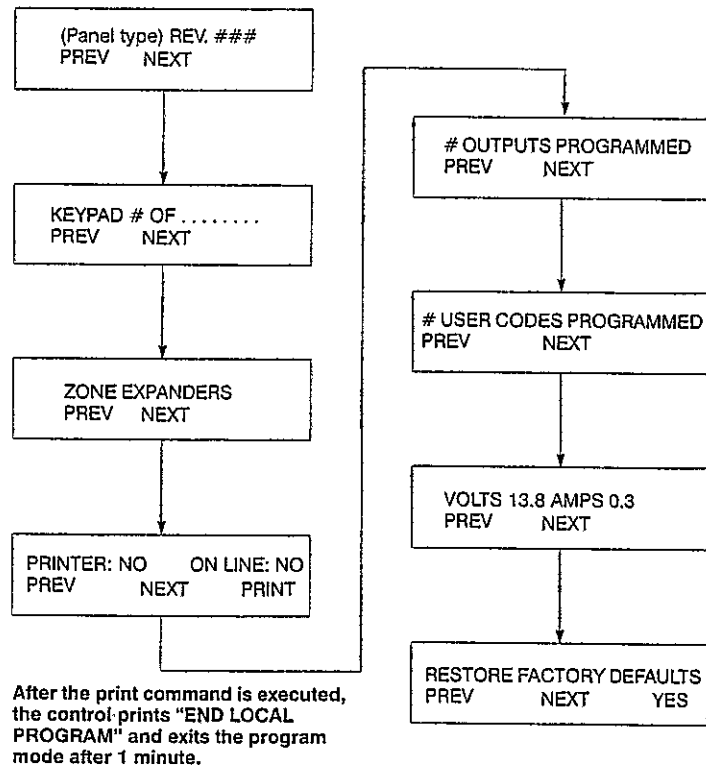 (Panel type) REV. ###
PREV NEXT
KEYPAD # OF ........
PREV NEXT
ZONE EXPANDERS
PREV NEXT
PRINTER: NO ON LINE: NO
PREV NEXT PRINT
After the print command is executed,
the control prints "END LOCAL
PROGRAM" and exits the program
mode after 1 minute.
# OUTPUTS PROGRAMMED
PREV NEXT
# USER CODES PROGRAMMED
PREV NEXT
VOLTS 13.8 AMPS 0.3
PREV NEXT
RESTORE FACTORY DEFAULTS
PREV NEXT YES